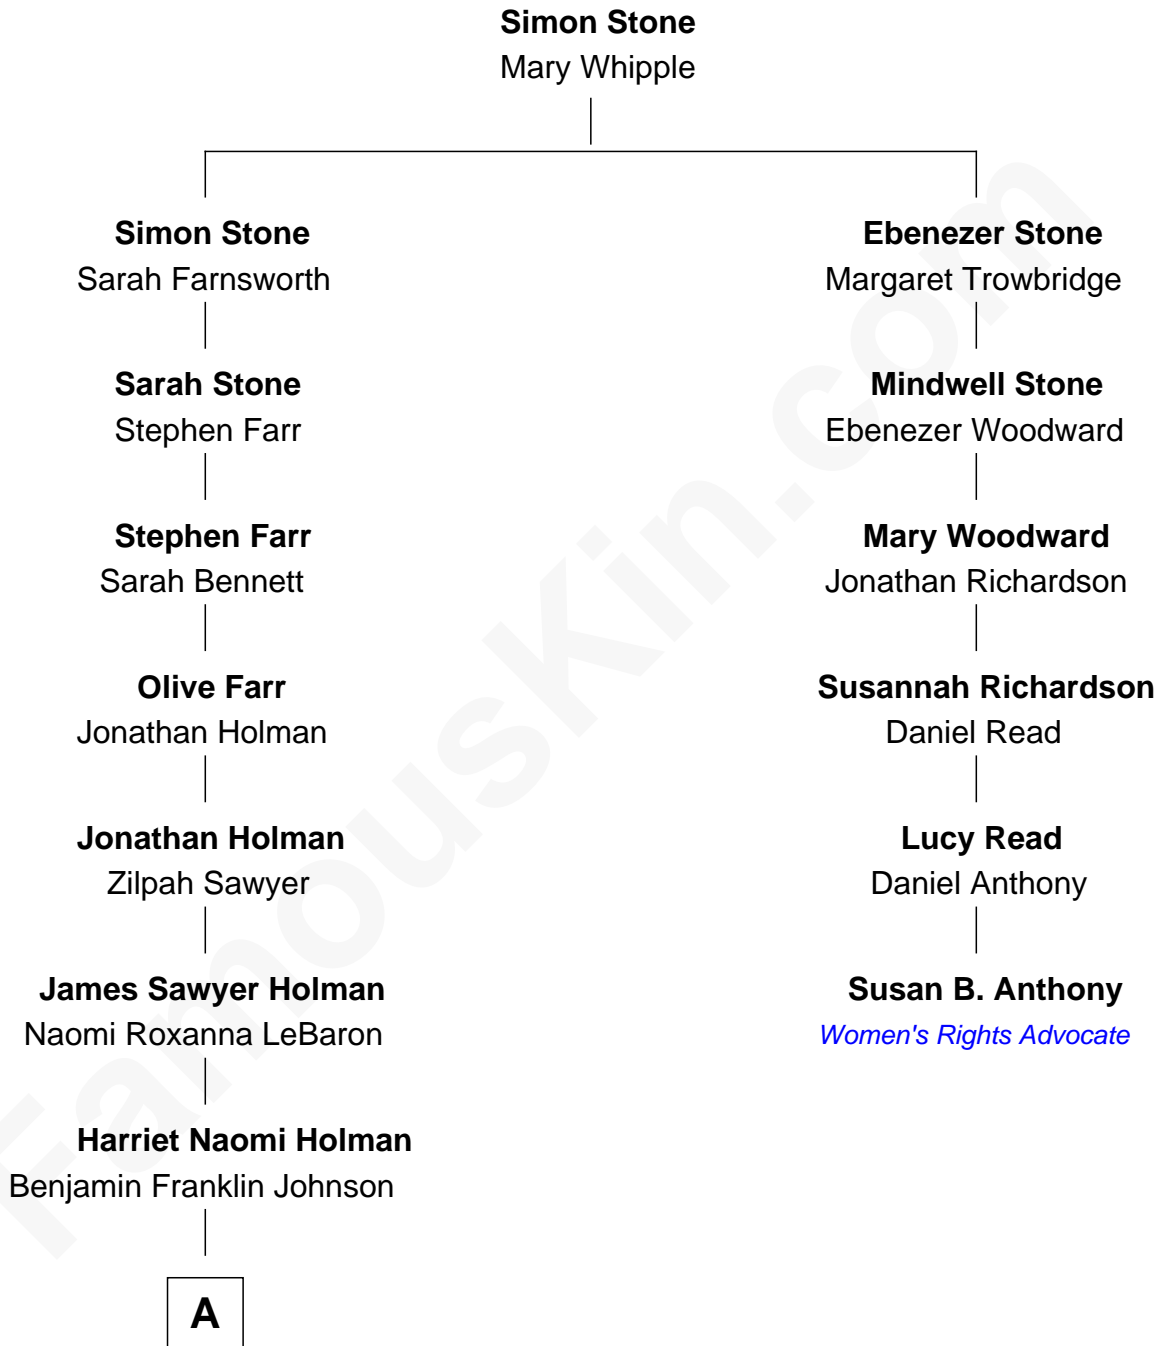 Simon Stone
Mary Whipple
Simon Stone
Sarah Farnsworth
Ebenezer Stone
Margaret Trowbridge
Sarah Stone
Stephen Farr
Mindwell Stone
Ebenezer Woodward
Stephen Farr
Sarah Bennett
Mary Woodward
Jonathan Richardson
Olive Farr
Jonathan Holman
Susannah Richardson
Daniel Read
Jonathan Holman
Zilpah Sawyer
Lucy Read
Daniel Anthony
James Sawyer Holman
Naomi Roxanna LeBaron
Susan B. Anthony
Women's Rights Advocate
Harriet Naomi Holman
Benjamin Franklin Johnson
A
FamousKin.com